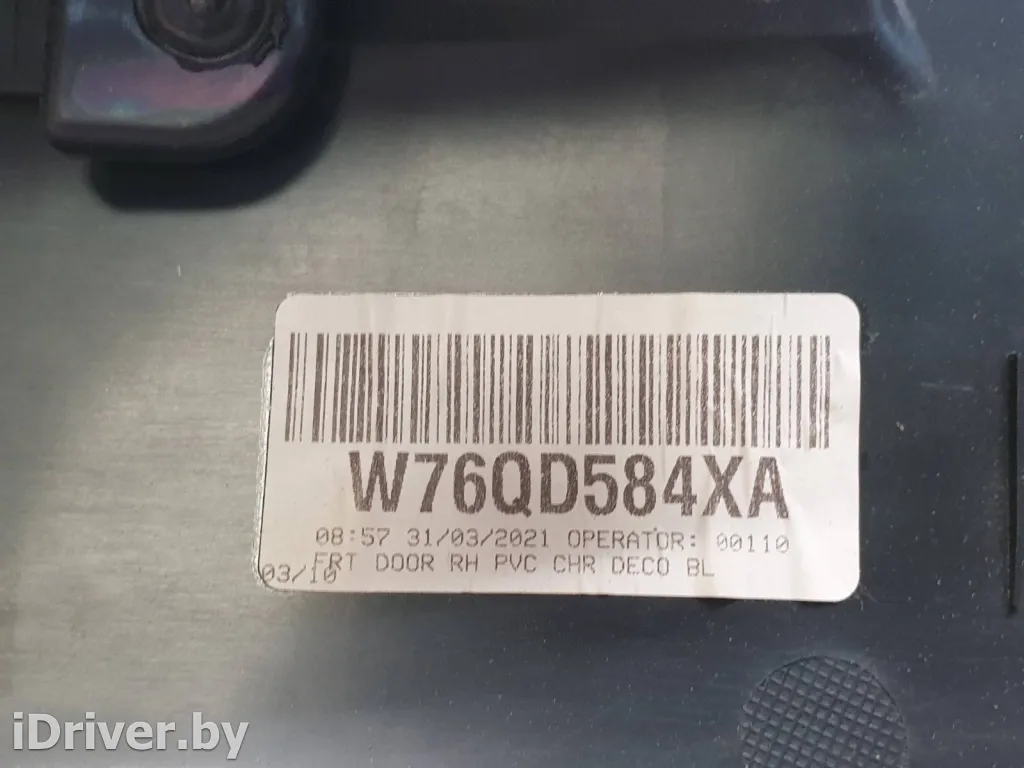 W76QD584XA
08:57 31/03/2021 OPERATOR: 00110
FRT DOOR RH PVC CHR DECO BL
03/10
iDriver.by